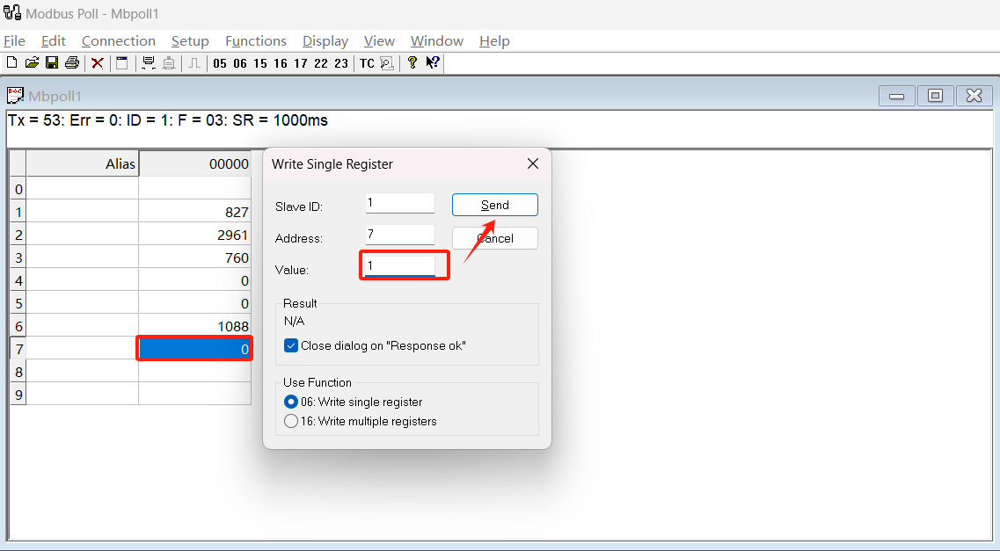 Modbus Poll - Mbpoll1
File Edit Connection Setup Functions Display View Window Help
05 06 15 16 17 22 23 TC
Mbpoll1
Tx = 53: Err = 0: ID = 1: F = 03: SR = 1000ms
Alias 00000
0
1 827
2 2961
3 760
4 0
5 0
6 1088
7 0
8
9
Write Single Register
Slave ID: 1 Send
Address: 7 Cancel
Value: 1
Result
N/A
Close dialog on "Response ok"
Use Function
06: Write single register
16: Write multiple registers